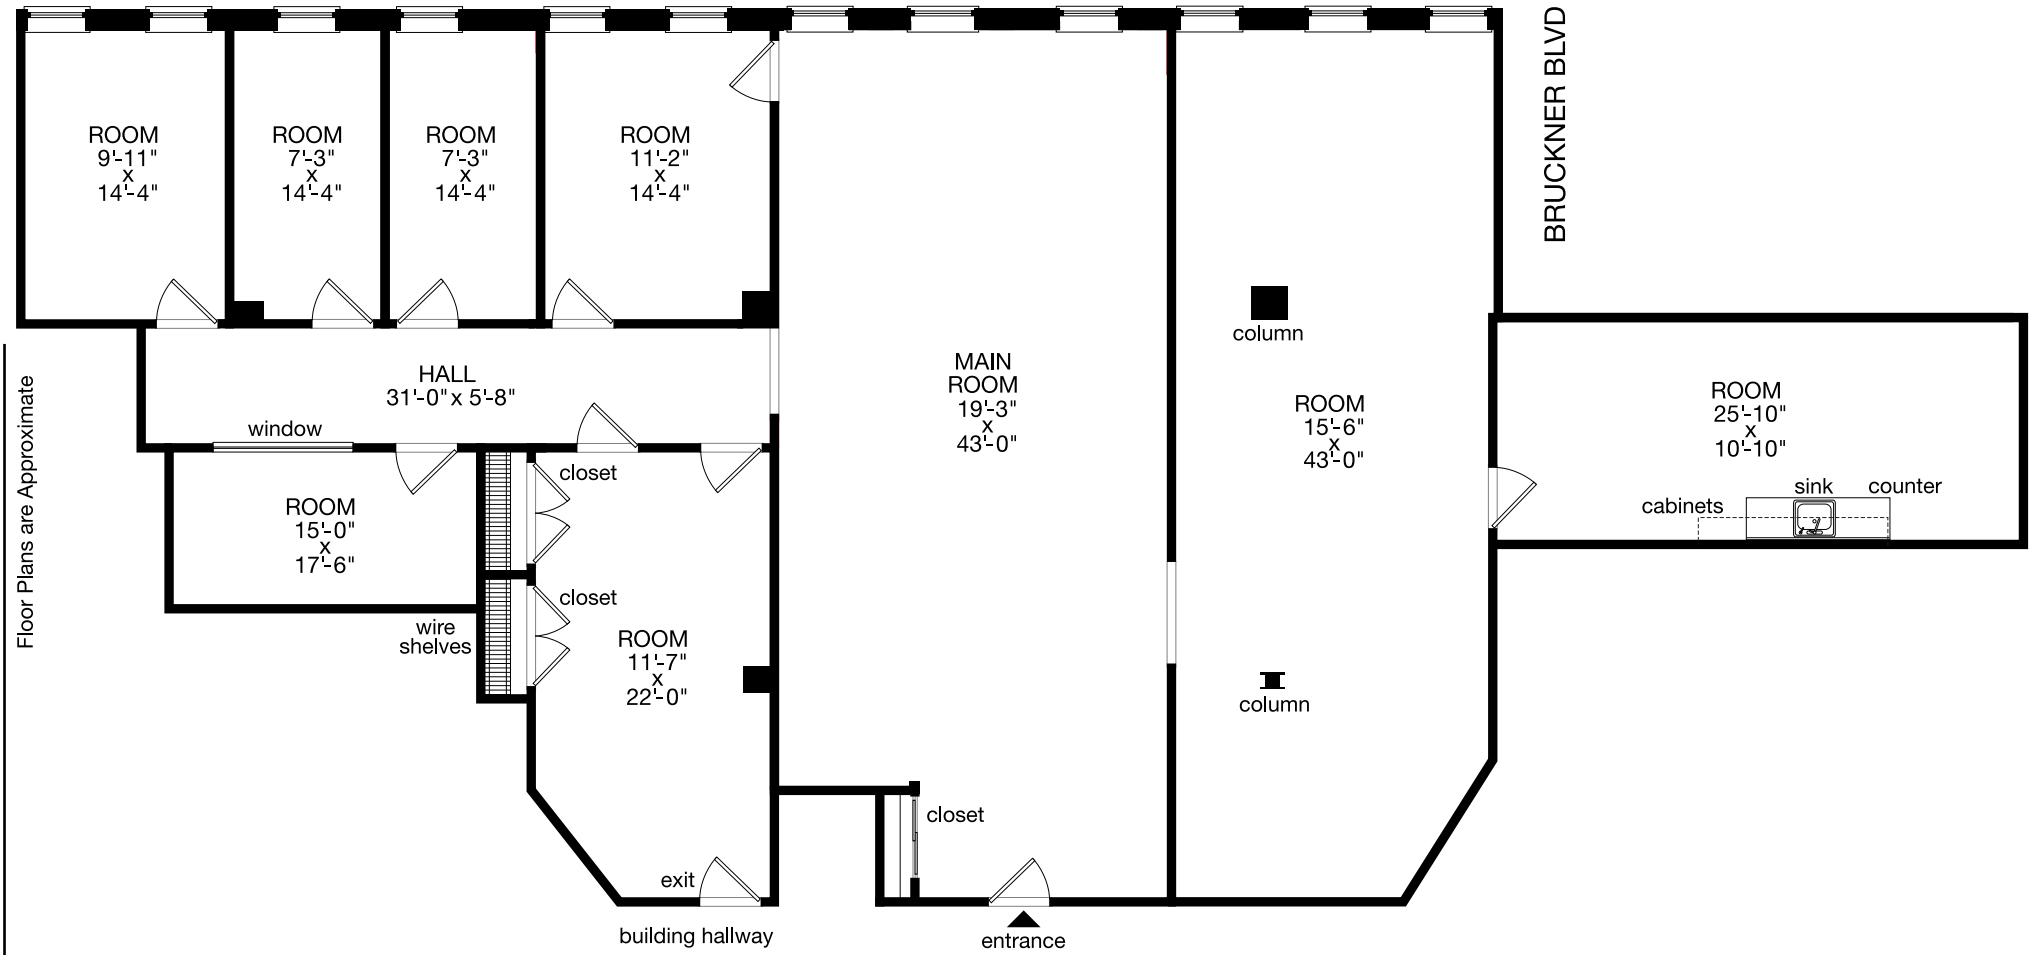 BRUCKNER BLVD
ROOM
9'-11"
x
14'-4"
ROOM
7'-3"
x
14'-4"
ROOM
7'-3"
x
14'-4"
ROOM
11'-2"
x
14'-4"
column
HALL
31'-0" x 5'-8"
MAIN
ROOM
19'-3"
x
43'-0"
ROOM
15'-6"
x
43'-0"
ROOM
25'-10"
x
10'-10"
cabinets
sink
counter
Floor Plans are Approximate
window
ROOM
15'-0"
x
17'-6"
closet
closet
wire
shelves
ROOM
11'-7"
x
22'-0"
column
closet
exit
building hallway
entrance